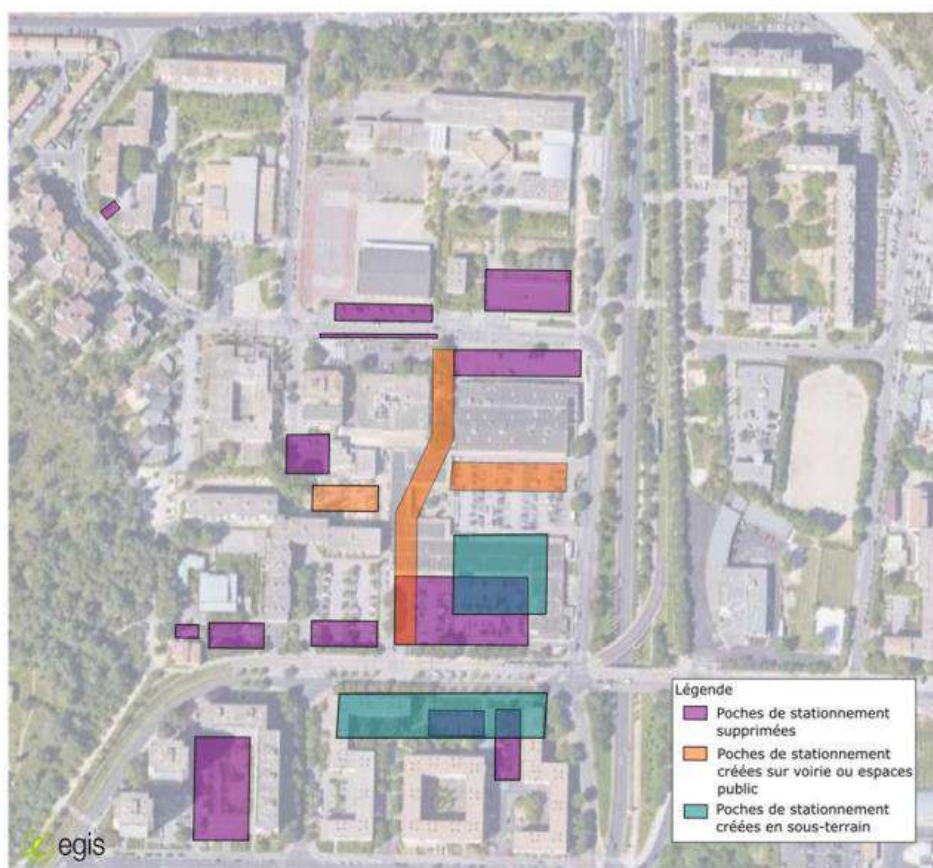 Légende
Poches de stationnement
supprimées
Poches de stationnement
créées sur voirie ou espaces
public
Poches de stationnement
créées en sous-terrain
egis